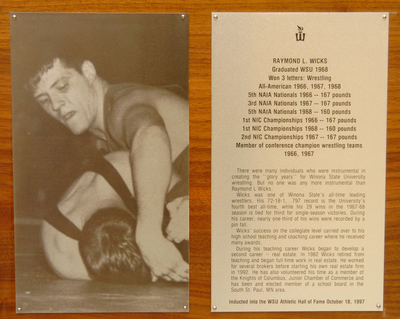 W
RAYMOND L. WICKS
Graduated WSU 1968
Won 3 letters: Wrestling
All-American 1966, 1967, 1968
5th NAIA Nationals 1966 -- 167 pounds
3rd NAIA Nationals 1967 -- 167 pounds
5th NAIA Nationals 1968 -- 160 pounds
1st NIC Championships 1966 -- 167 pounds
1st NIC Championships 1968 -- 160 pounds
2nd NIC Championships 1967 -- 167 pounds
Member of conference champion wrestling teams
1966, 1967
There were many individuals who were instrumental in
creating the "glory years" for Winona State University
wrestling. But no one was any more instrumental than
Raymond L. Wicks.
Wicks was one of Winona State's all-time leading
wrestlers. His 72-18-1, .797 record is the University's
fourth best all-time, while his 29 wins in the 1967-68
season is tied for third for single-season victories. During
his career, nearly one-third of his wins were recorded by a
pin fall.
Wicks' success on the collegiate level carried over to his
high school teaching and coaching career where he received
many awards.
During his teaching career Wicks began to develop a
second career -- real estate. In 1982 Wicks retired from
teaching and began full-time work in real estate. He worked
for several brokers before starting his own real estate firm
in 1992. He has also volunteered his time as a member of
the Knights of Columbus, Junior Chamber of Commerce and
has been and elected member of a school board in the
South St. Paul, MN area.
Inducted into the WSU Athletic Hall of Fame October 18, 1997